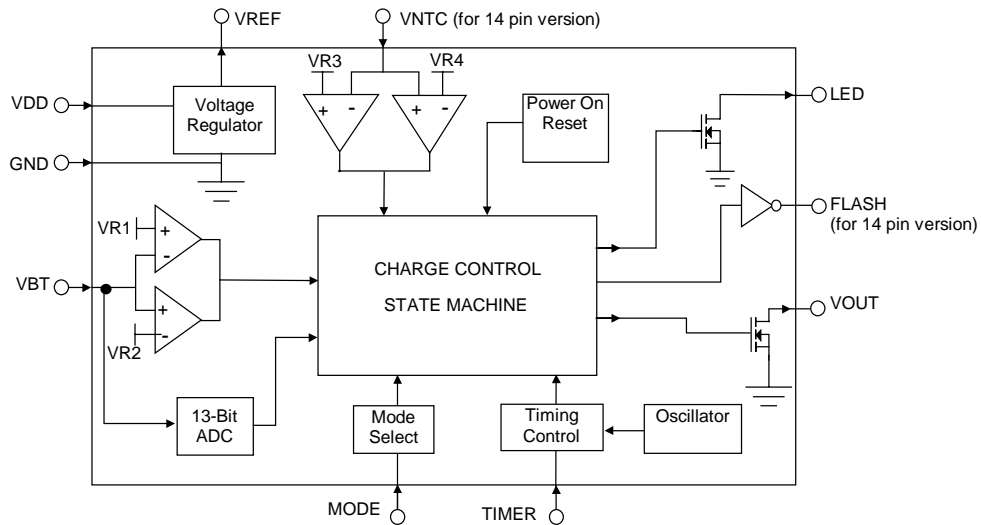 VREF
VNTC (for 14 pin version)
VR3
VR4
+
-
+
-
VDD
Voltage
Regulator
Power On
Reset
LED
GND
FLASH
(for 14 pin version)
VR1
+
-
VBT
+
-
VR2
CHARGE CONTROL
STATE MACHINE
VOUT
13-Bit
ADC
Mode
Select
Timing
Control
Oscillator
MODE
TIMER